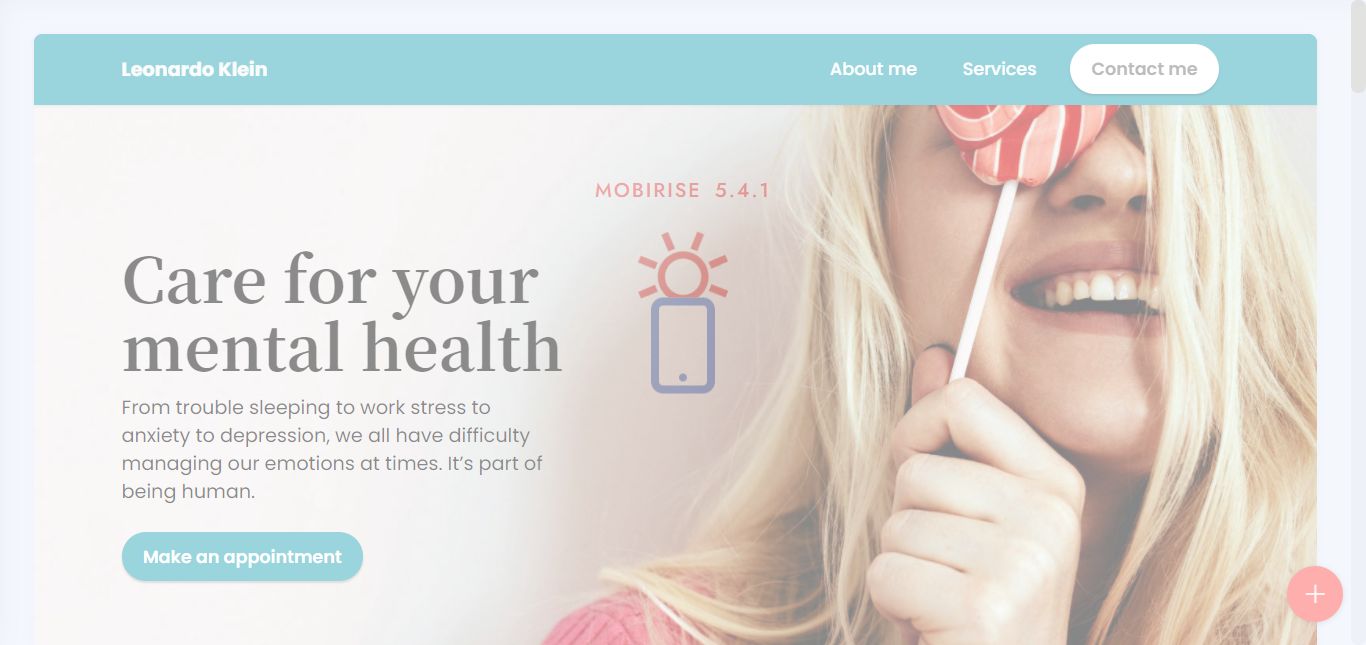 Leonardo Klein
About me
Services
Contact me
MOBIRISE 5.4.1
Care for your
mental health
From trouble sleeping to work stress to
anxiety to depression, we all have difficulty
managing our emotions at times. It’s part of
being human.
Make an appointment